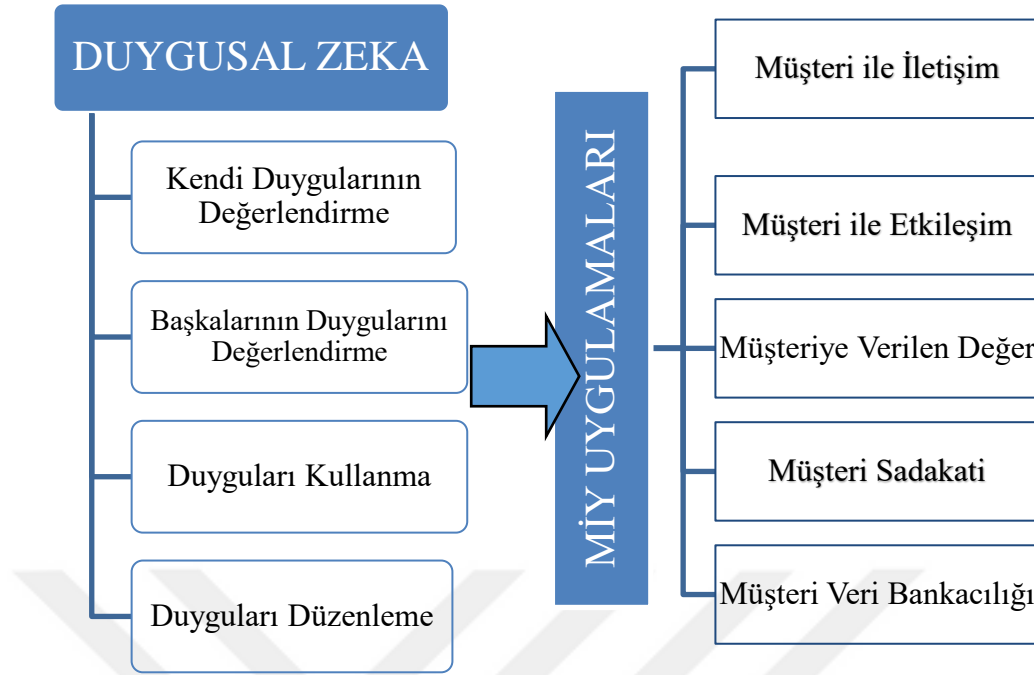 DUYGUSAL ZEKA
Kendi Duygularının
Değerlendirme
Başkalarının Duygularını
Değerlendirme
Duyguları Kullanma
Duyguları Düzenleme
MİY UYGULAMALARI
Müşteri ile İletişim
Müşteri ile Etkileşim
Müşteriye Verilen Değer
Müşteri Sadakati
Müşteri Veri Bankacılığı